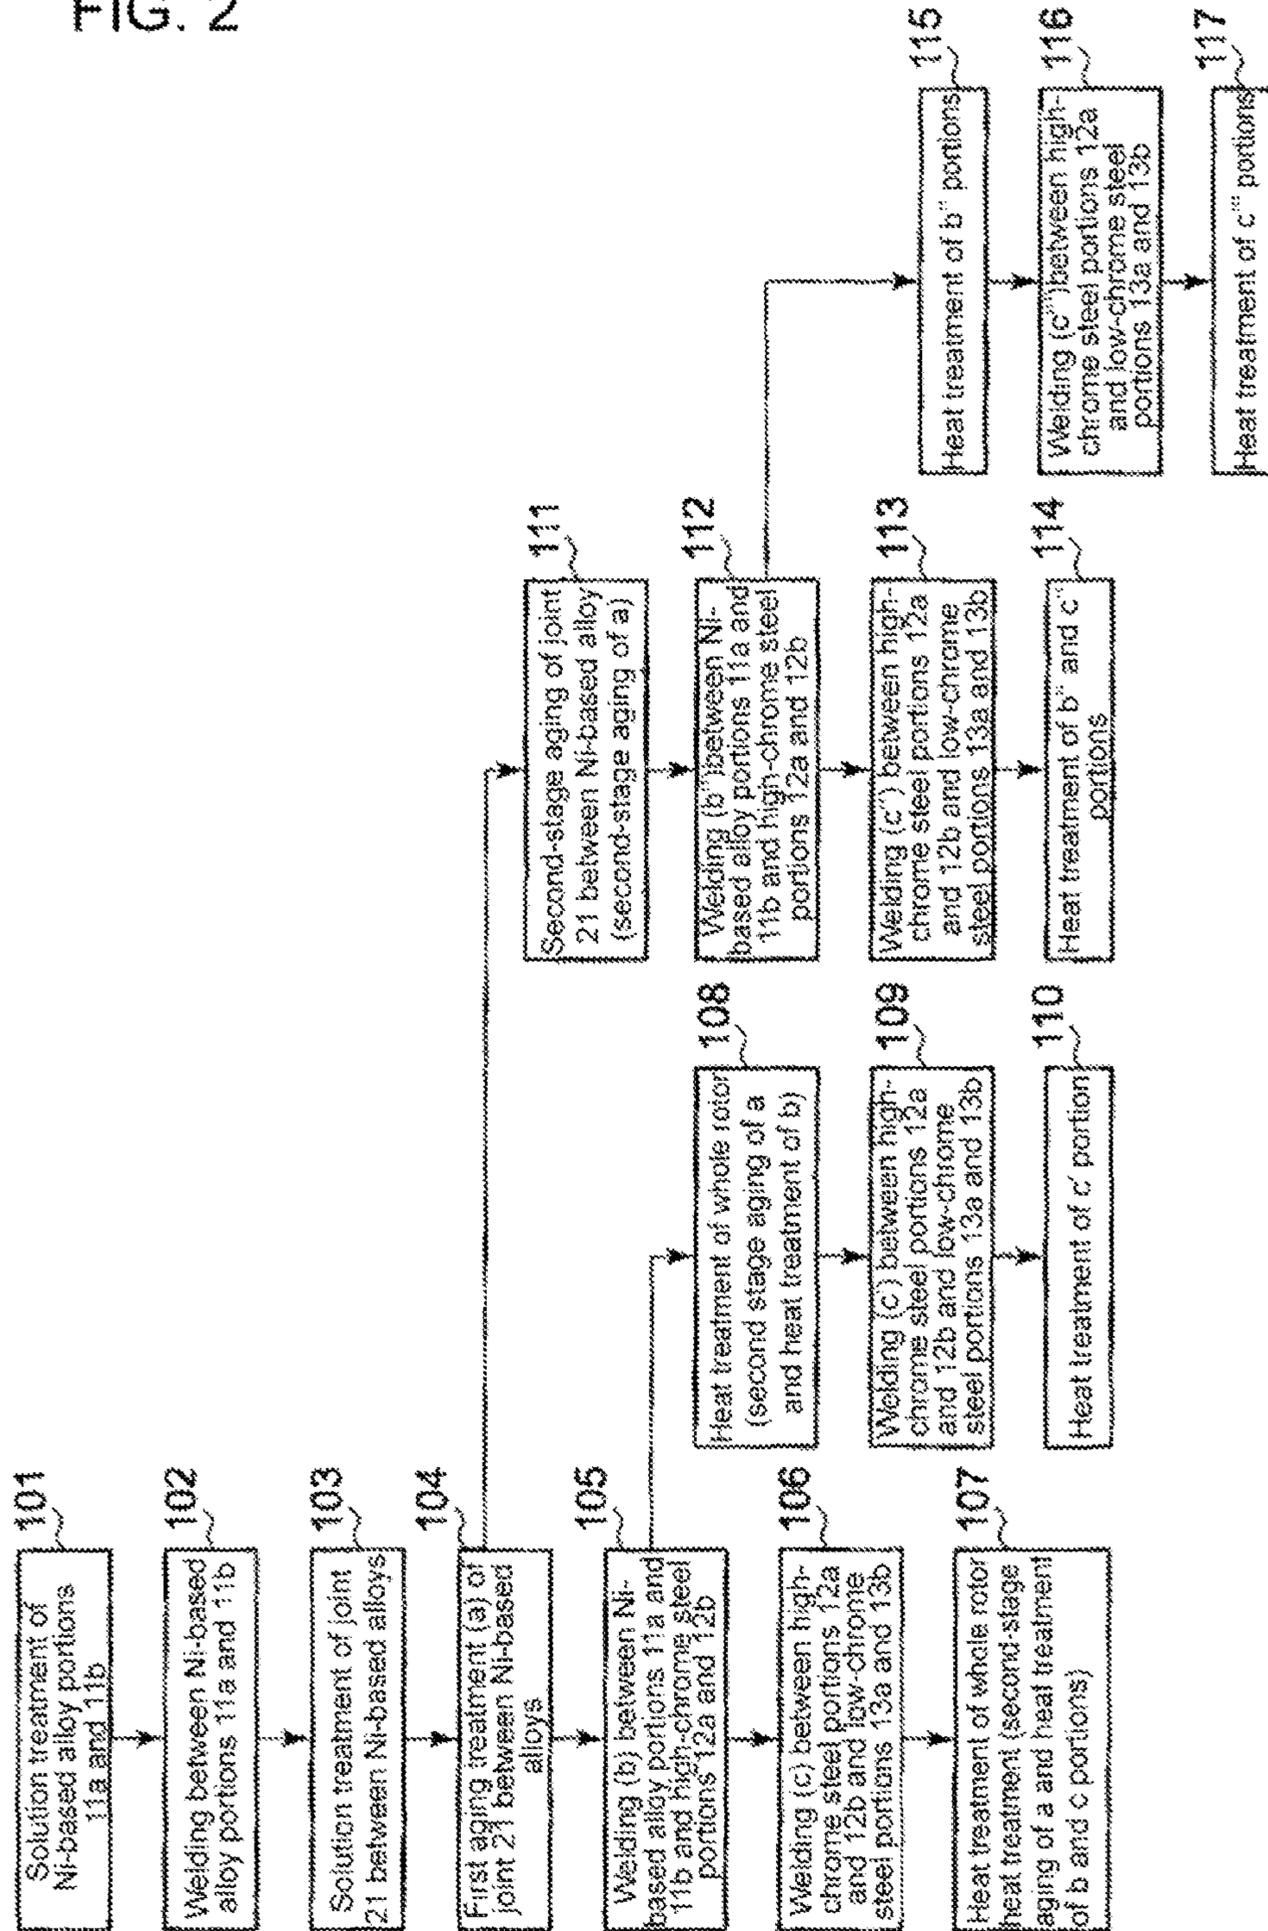 FIG. 2
101
Solution treatment of
Ni-based alloy portions
11a and 11b
102
Welding between Ni-based
alloy portions 11a and 11b
103
Solution treatment of joint
21 between Ni-based alloys
104
First aging treatment (a) of
joint 21 between Ni-based
alloys
105
Welding (b) between Ni-
based alloy portions 11a and
11b and high-chrome steel
portions 12a and 12b
106
Welding (c) between high-
chrome steel portions 12a
and 12b and low-chrome
steel portions 13a and 13b
107
Heat treatment of whole rotor
heat treatment (second-stage
aging of a and heat treatment
of b and c portions)
108
Heat treatment of whole rotor
(second stage aging of a
and heat treatment of b)
109
Welding (c') between high-
chrome steel portions 12a
and 12b and low-chrome
steel portions 13a and 13b
110
Heat treatment of c' portion
111
Second-stage aging of joint
21 between Ni-based alloy
(second-stage aging of a)
112
Welding (b'')between Ni-
based alloy portions 11a and
11b and high-chrome steel
portions 12a and 12b
113
Welding (c'') between high-
chrome steel portions 12a
and 12b and low-chrome
steel portions 13a and 13b
114
Heat treatment of b'' and c''
portions
115
Heat treatment of b'' portions
116
Welding (c''')between high-
chrome steel portions 12a
and low-chrome steel
portions 13a and 13b
117
Heat treatment of c''' portions